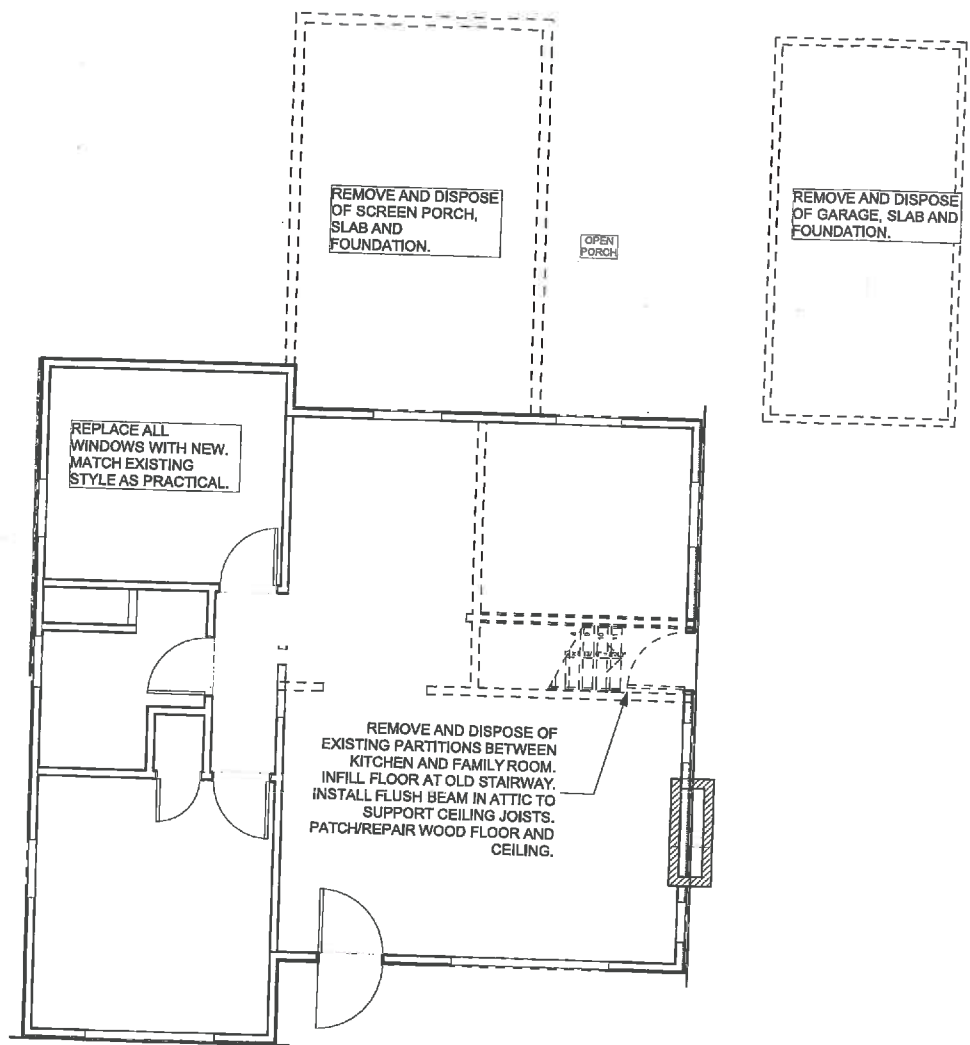 REMOVE AND DISPOSE
OF SCREEN PORCH,
SLAB AND
FOUNDATION.
OPEN
PORCH
REMOVE AND DISPOSE
OF GARAGE, SLAB AND
FOUNDATION.
REPLACE ALL
WINDOWS WITH NEW.
MATCH EXISTING
STYLE AS PRACTICAL.
REMOVE AND DISPOSE OF
EXISTING PARTITIONS BETWEEN
KITCHEN AND FAMILY ROOM.
INFILL FLOOR AT OLD STAIRWAY.
INSTALL FLUSH BEAM IN ATTIC TO
SUPPORT CEILING JOISTS.
PATCH/REPAIR WOOD FLOOR AND
CEILING.